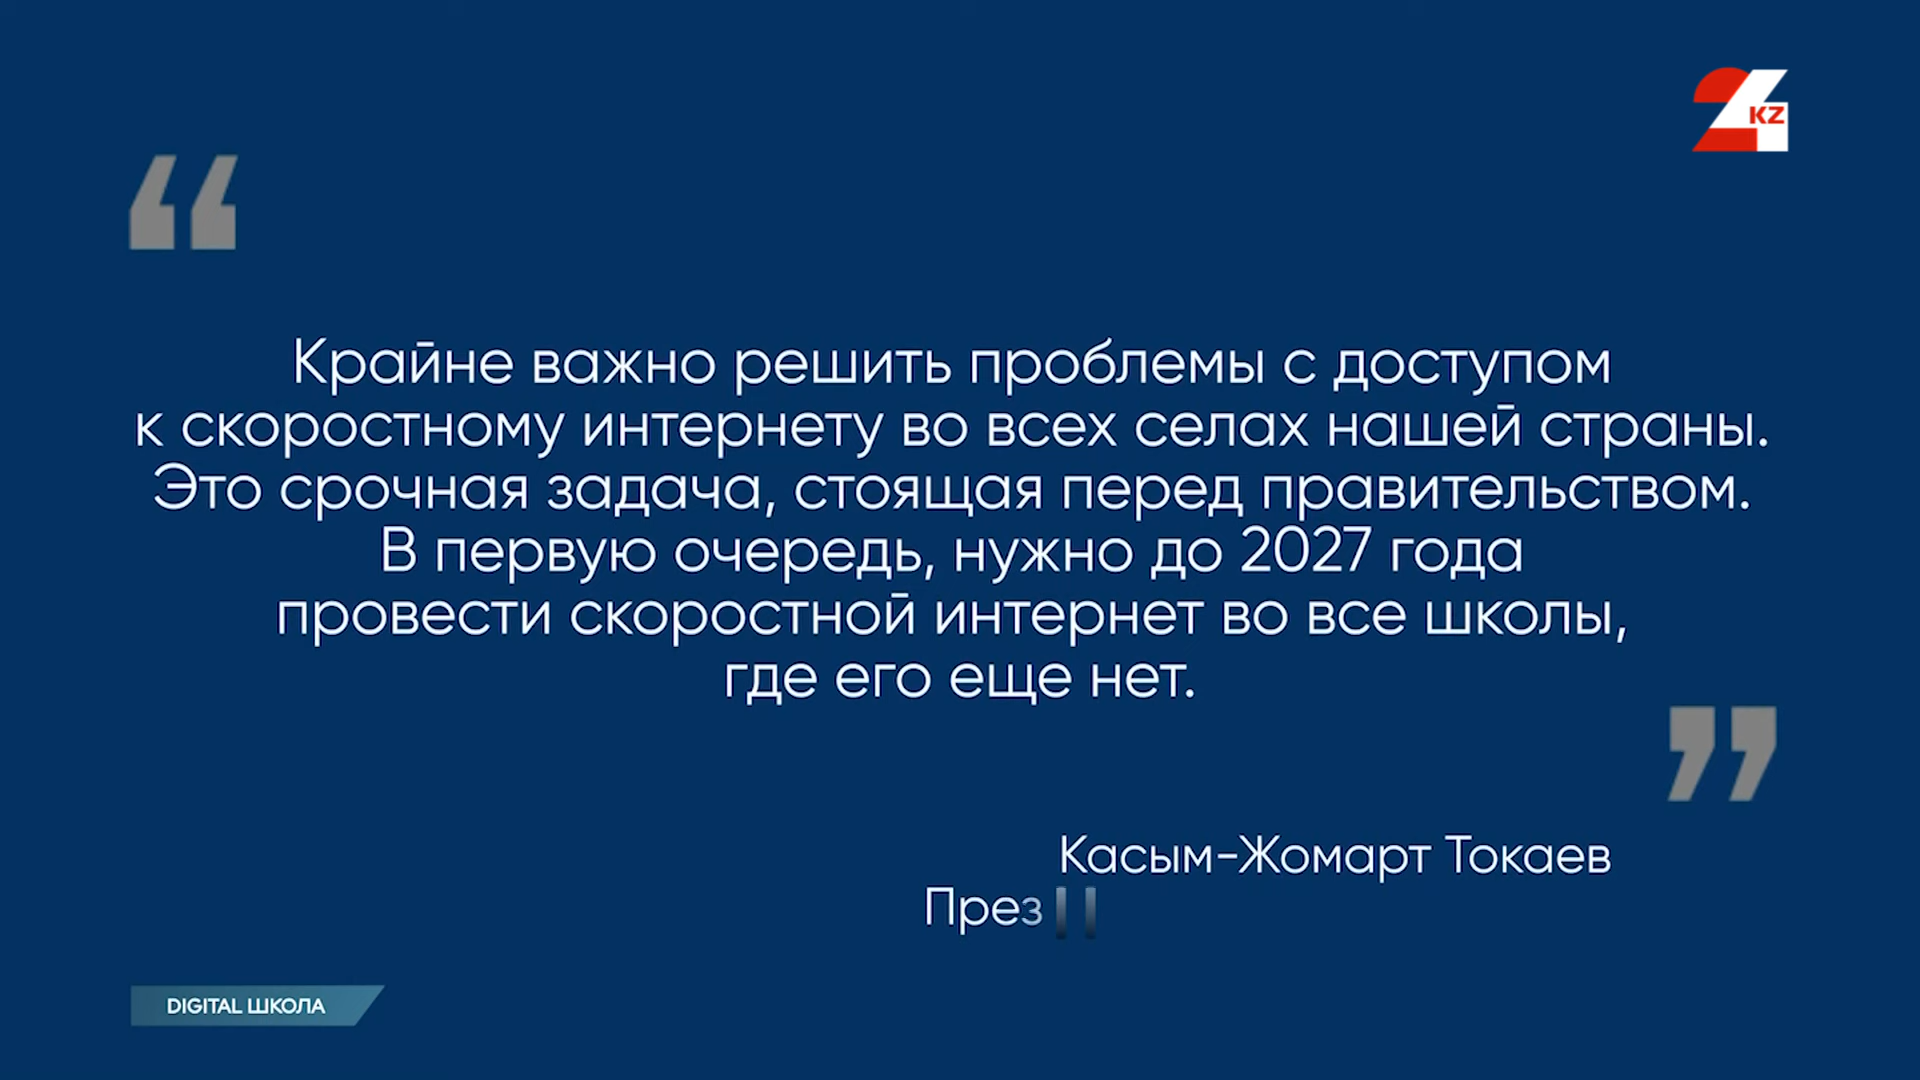 24 KZ
Крайне важно решить проблемы с доступом
к скоростному интернету во всех селах нашей страны.
Это срочная задача, стоящая перед правительством.
В первую очередь, нужно до 2027 года
провести скоростной интернет во все школы,
где его еще нет.
Касым-Жомарт Токаев
През
DIGITAL ШКОЛА